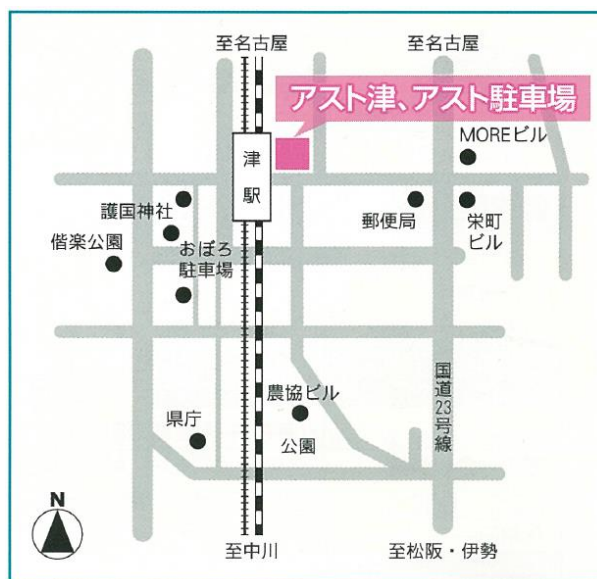 至名古屋
至名古屋
アスト津、アスト駐車場
MOREビル
津駅
護国神社
郵便局
栄町
ビル
偕楽公園
おぼろ
駐車場
国道23号線
農協ビル
県庁
公園
N
至中川
至松阪・伊勢